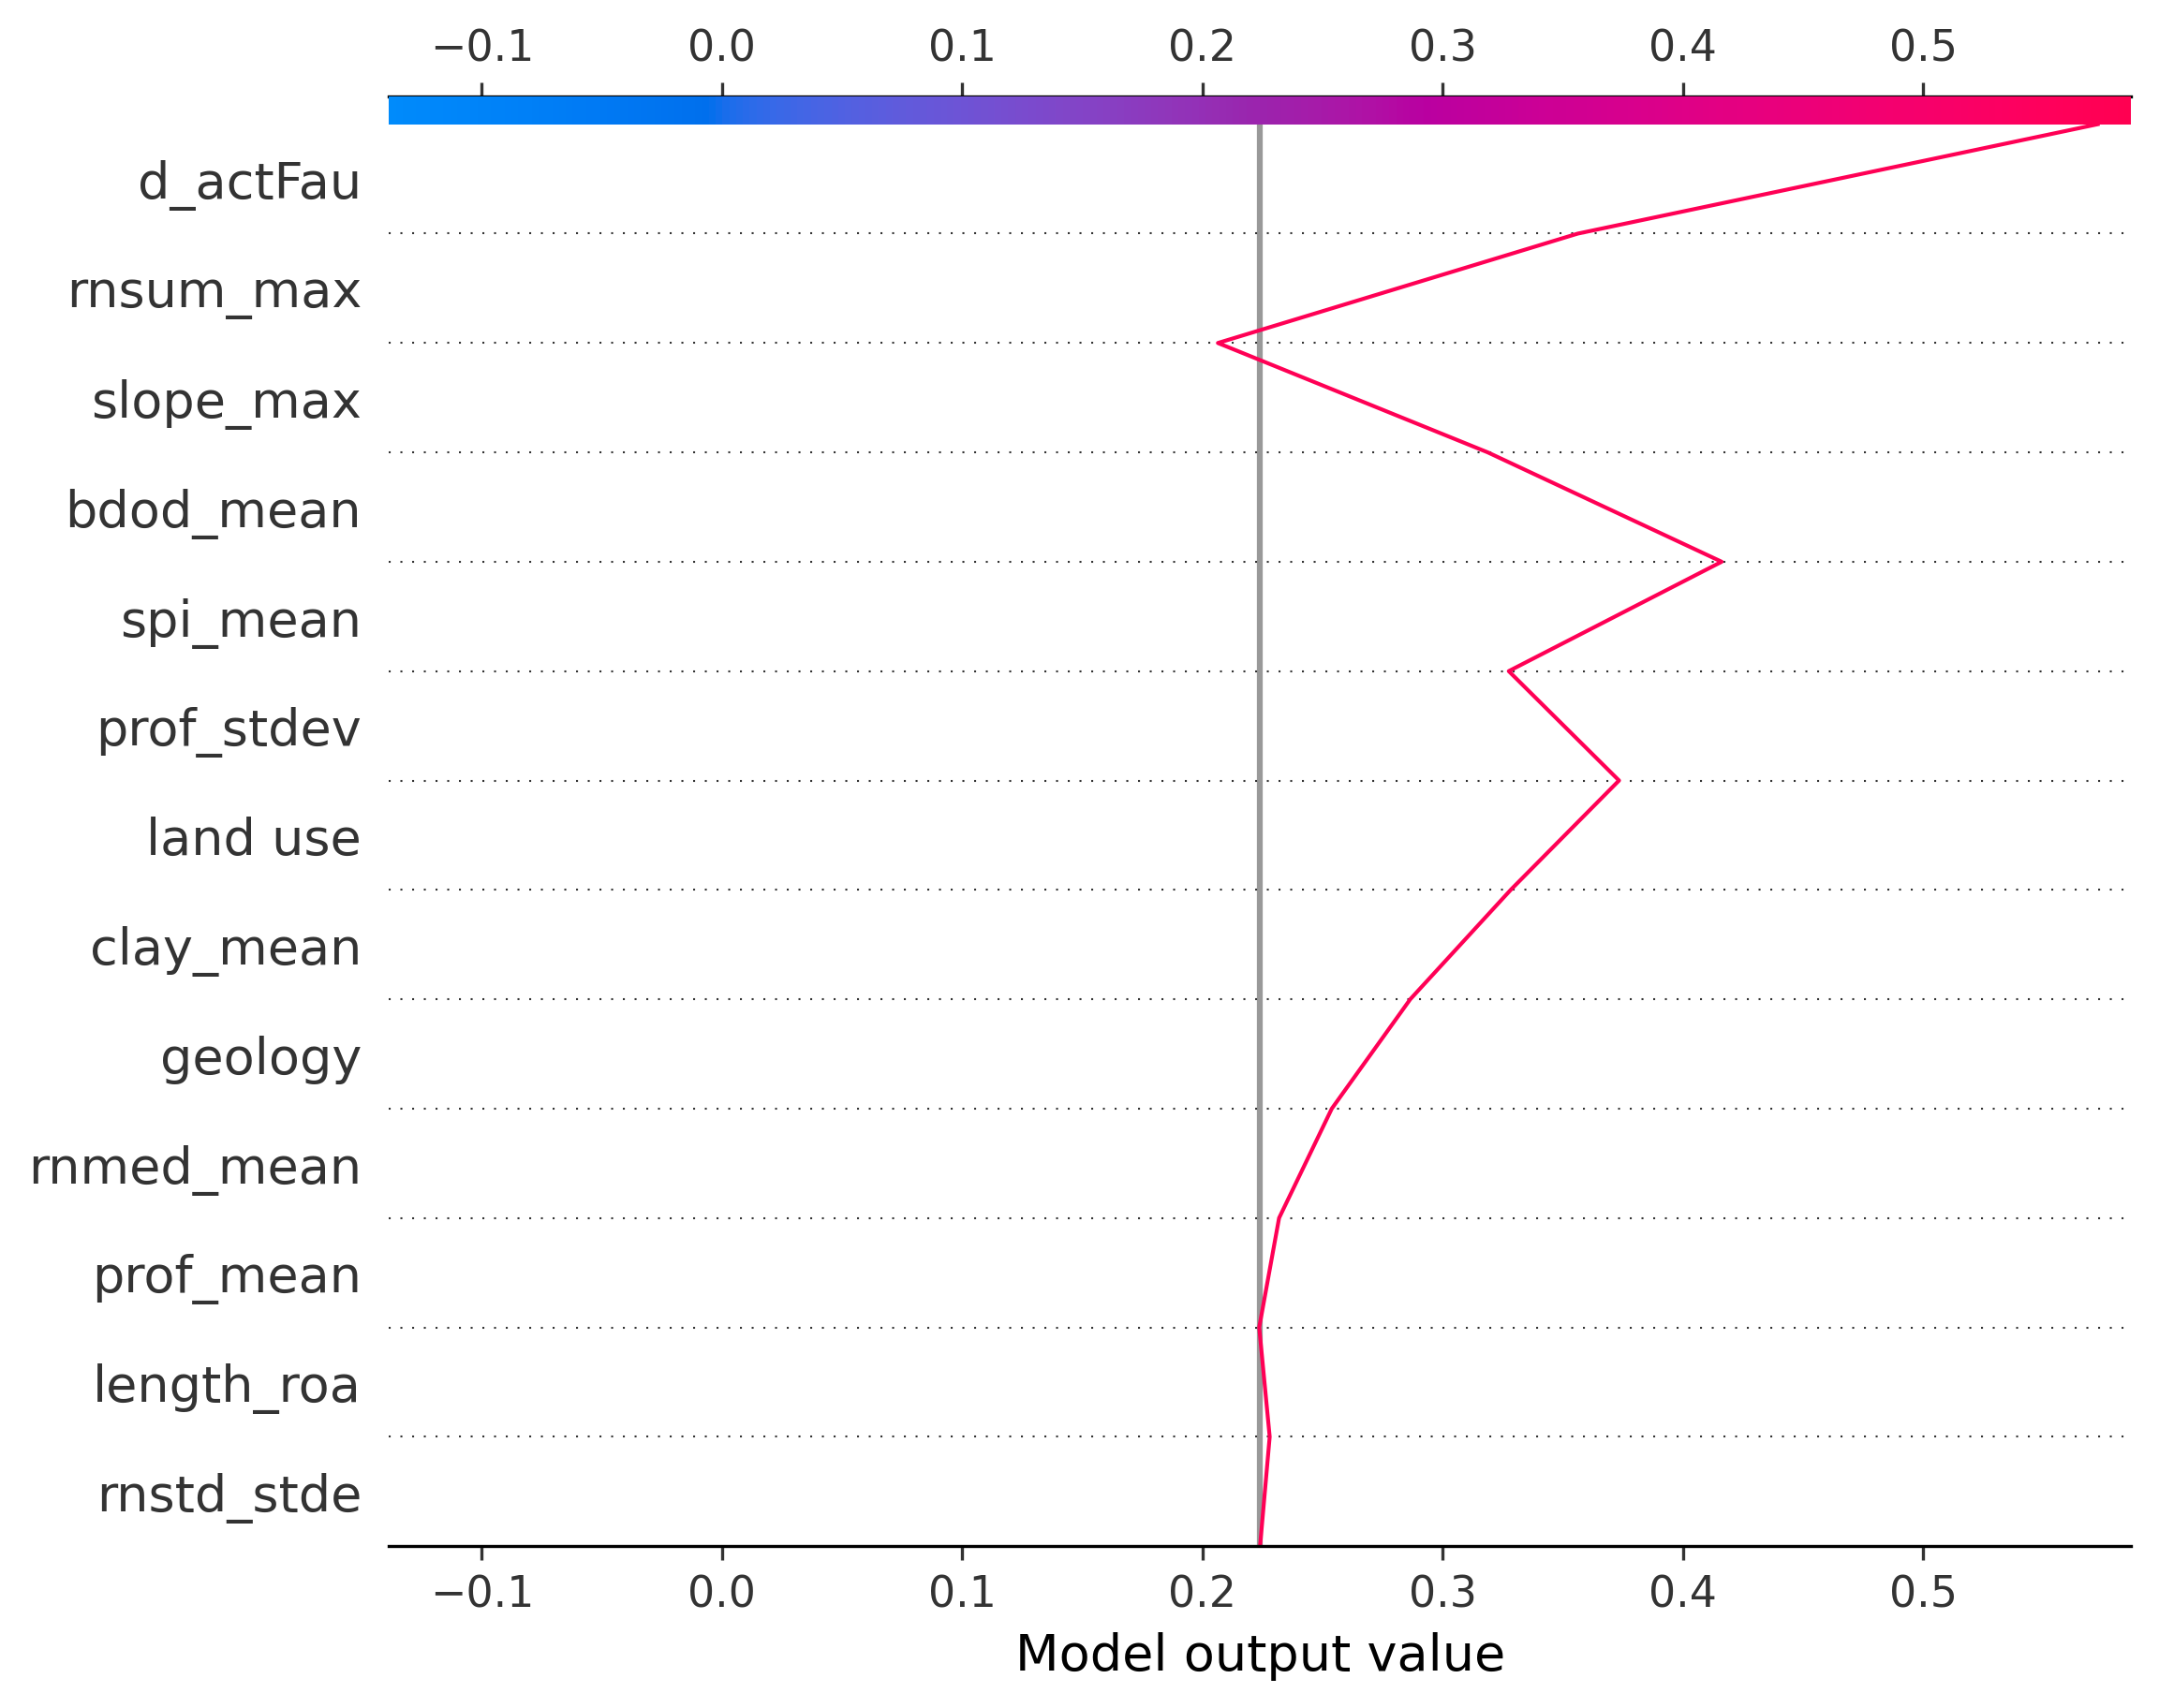 −0.1 0.0 0.1 0.2 0.3 0.4 0.5
d_actFau
rnsum_max
slope_max
bdod_mean
spi_mean
prof_stdev
land use
clay_mean
geology
rnmed_mean
prof_mean
length_roa
rnstd_stde
−0.1 0.0 0.1 0.2 0.3 0.4 0.5
Model output value